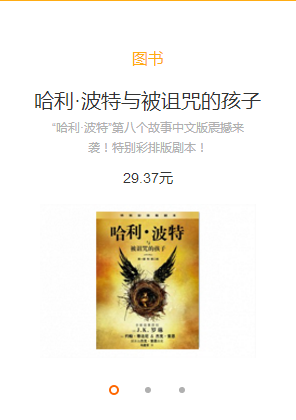 图书
哈利·波特与被诅咒的孩子
“哈利·波特”第八个故事中文版震撼来
袭！特别彩排版剧本！
29.37元
哈利·波特
与
被诅咒的孩子
J.K.罗琳